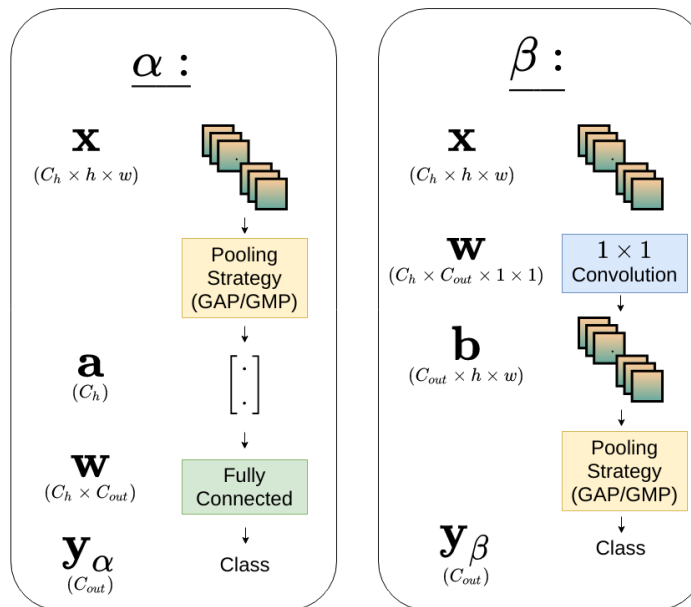 α :
x
(C_h × h × w)
Pooling
Strategy
(GAP/GMP)
a
(C_h)
w
(C_h × C_out)
Fully
Connected
y_α
(C_out)
Class
β :
x
(C_h × h × w)
w
(C_h × C_out × 1 × 1)
1 × 1
Convolution
b
(C_out × h × w)
Pooling
Strategy
(GAP/GMP)
y_β
(C_out)
Class